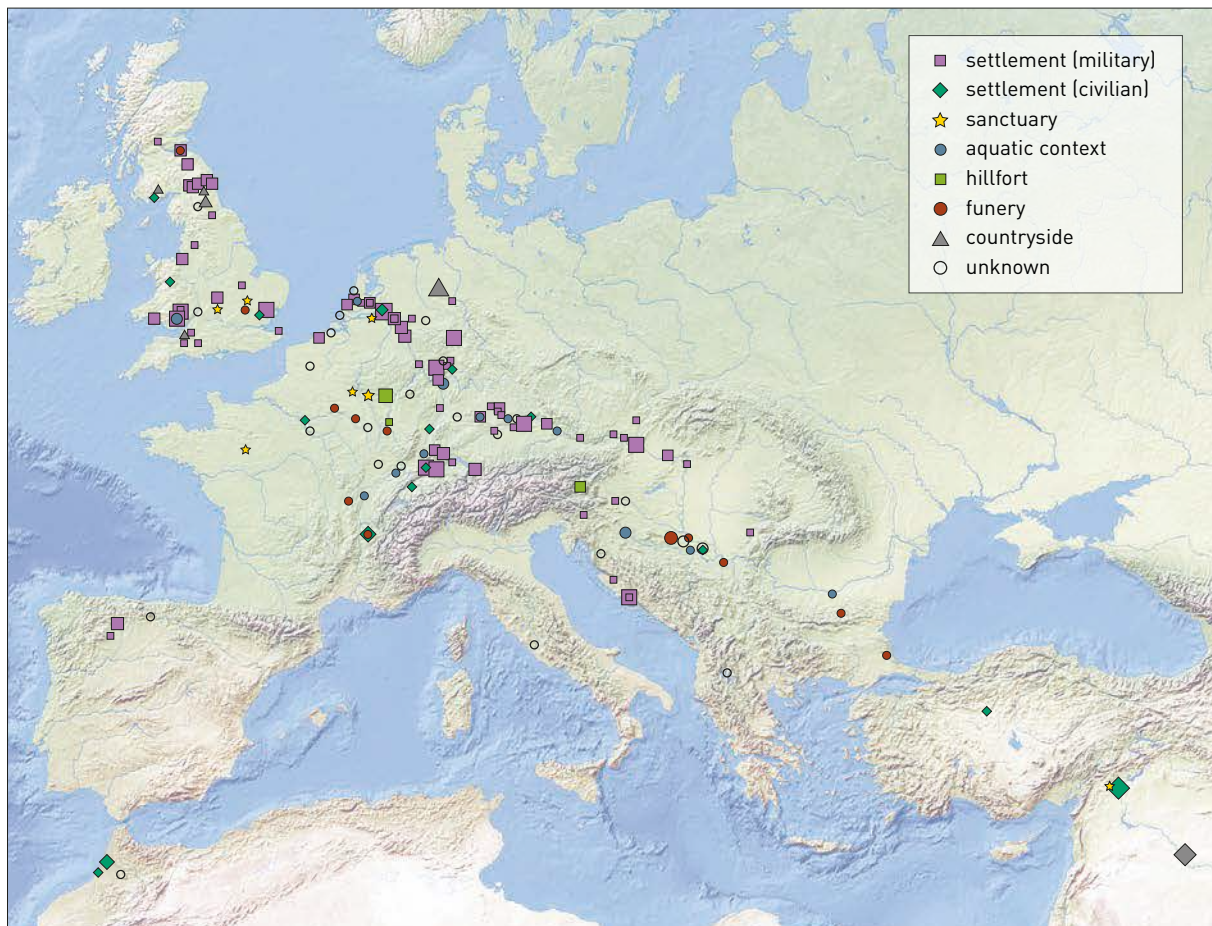 settlement (military)
settlement (civilian)
sanctuary
aquatic context
hillfort
funery
countryside
unknown